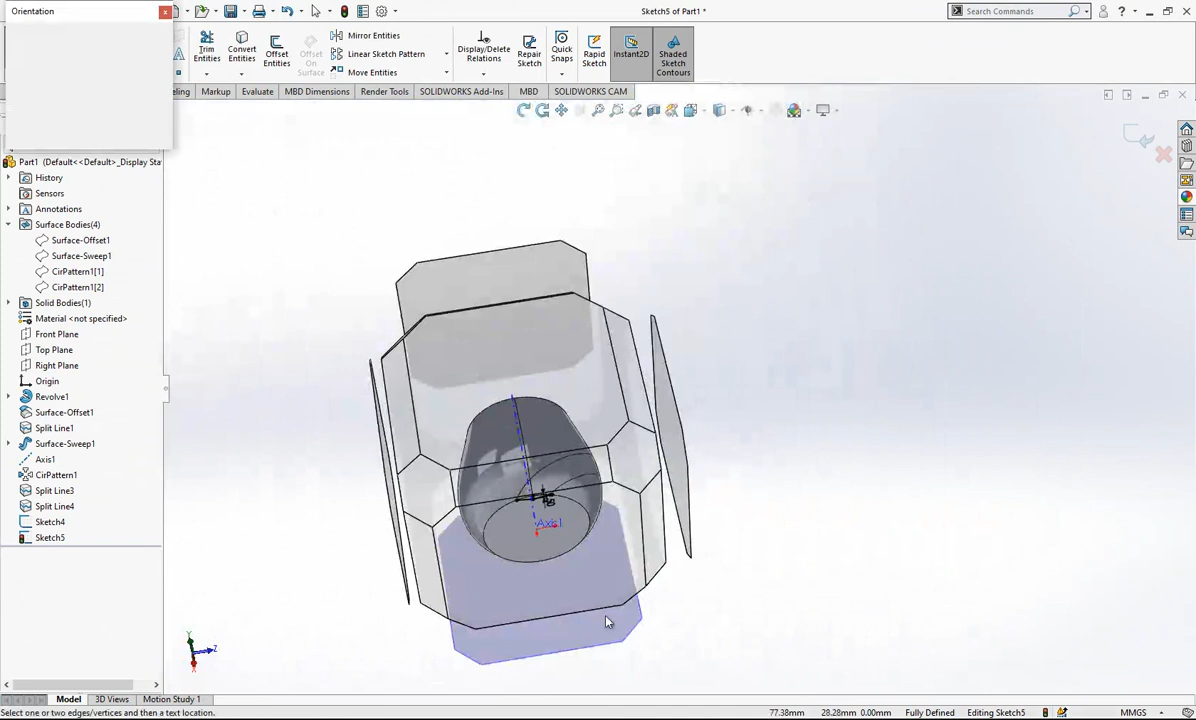 Orientation
Sketch5 of Part1 *
Search Commands
Trim Entities
Convert Entities
Offset Entities
Offset On Surface
Mirror Entities
Linear Sketch Pattern
Move Entities
Display/Delete Relations
Repair Sketch
Quick Snaps
Rapid Sketch
Instant2D
Shaded Sketch Contours
Markup
Evaluate
MBD Dimensions
Render Tools
SOLIDWORKS Add-Ins
MBD
SOLIDWORKS CAM
Part1 (Default<<Default>_Display Sta
History
Sensors
Annotations
Surface Bodies(4)
Surface-Offset1
Surface-Sweep1
CirPattern1[1]
CirPattern1[2]
Solid Bodies(1)
Material <not specified>
Front Plane
Top Plane
Right Plane
Origin
Revolve1
Surface-Offset1
Split Line1
Surface-Sweep1
Axis1
CirPattern1
Split Line3
Split Line4
Sketch4
Sketch5
Axis1
Y
Z
X
Model
3D Views
Motion Study 1
Select one or two edges/vertices and then a text location.
77.38mm
28.28mm 0.00mm
Fully Defined
Editing Sketch5
MMGS